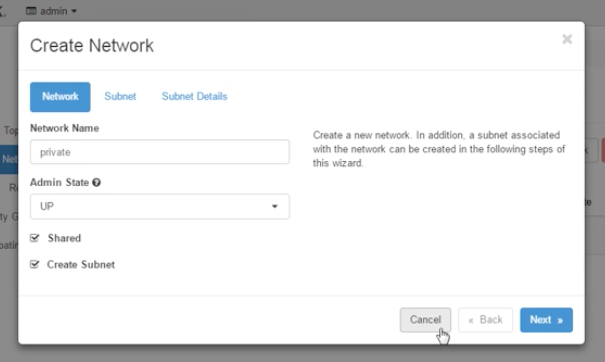 admin
Create Network
×
Network Subnet Subnet Details
Network Name
private
Create a new network. In addition, a subnet associated
with the network can be created in the following steps of
this wizard.
Admin State
UP
Shared
Create Subnet
Cancel « Back Next »